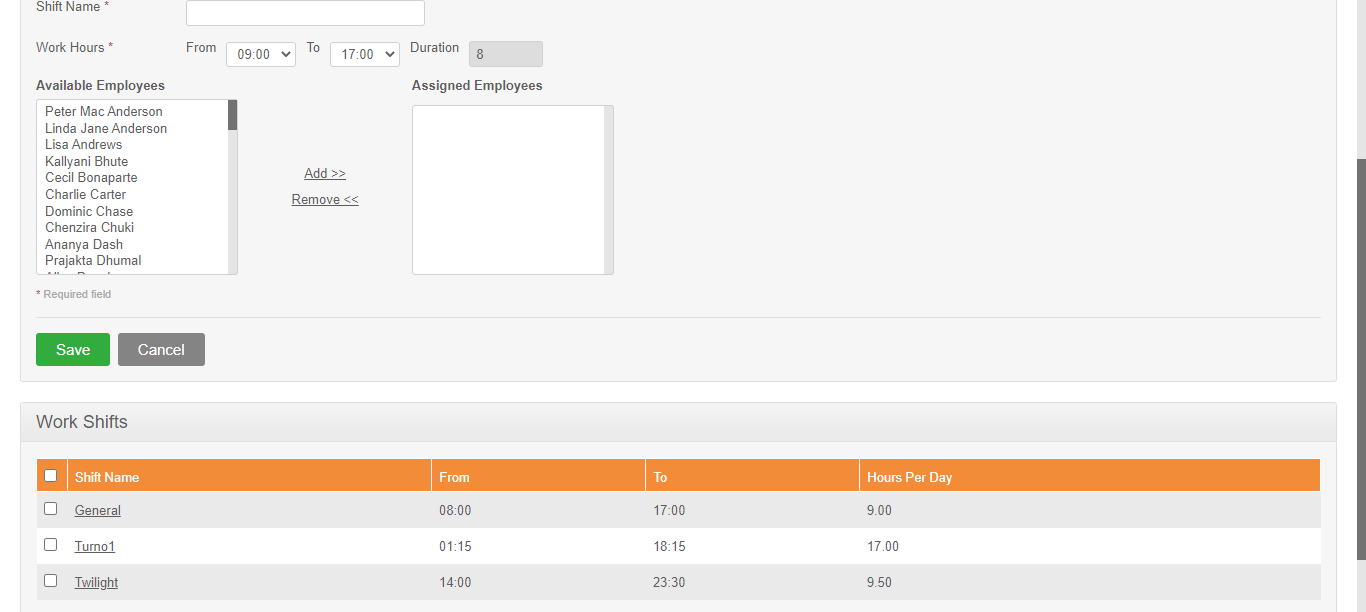 Shift Name *
Work Hours * From 09:00 To 17:00 Duration 8
Available Employees Assigned Employees
Peter Mac Anderson
Linda Jane Anderson
Lisa Andrews
Kallyani Bhute
Cecil Bonaparte
Charlie Carter
Dominic Chase
Chenzira Chuki
Ananya Dash
Prajakta Dhumal
Add >>
Remove <<
* Required field
Save Cancel
Work Shifts
Shift Name From To Hours Per Day
General 08:00 17:00 9.00
Turno1 01:15 18:15 17.00
Twilight 14:00 23:30 9.50